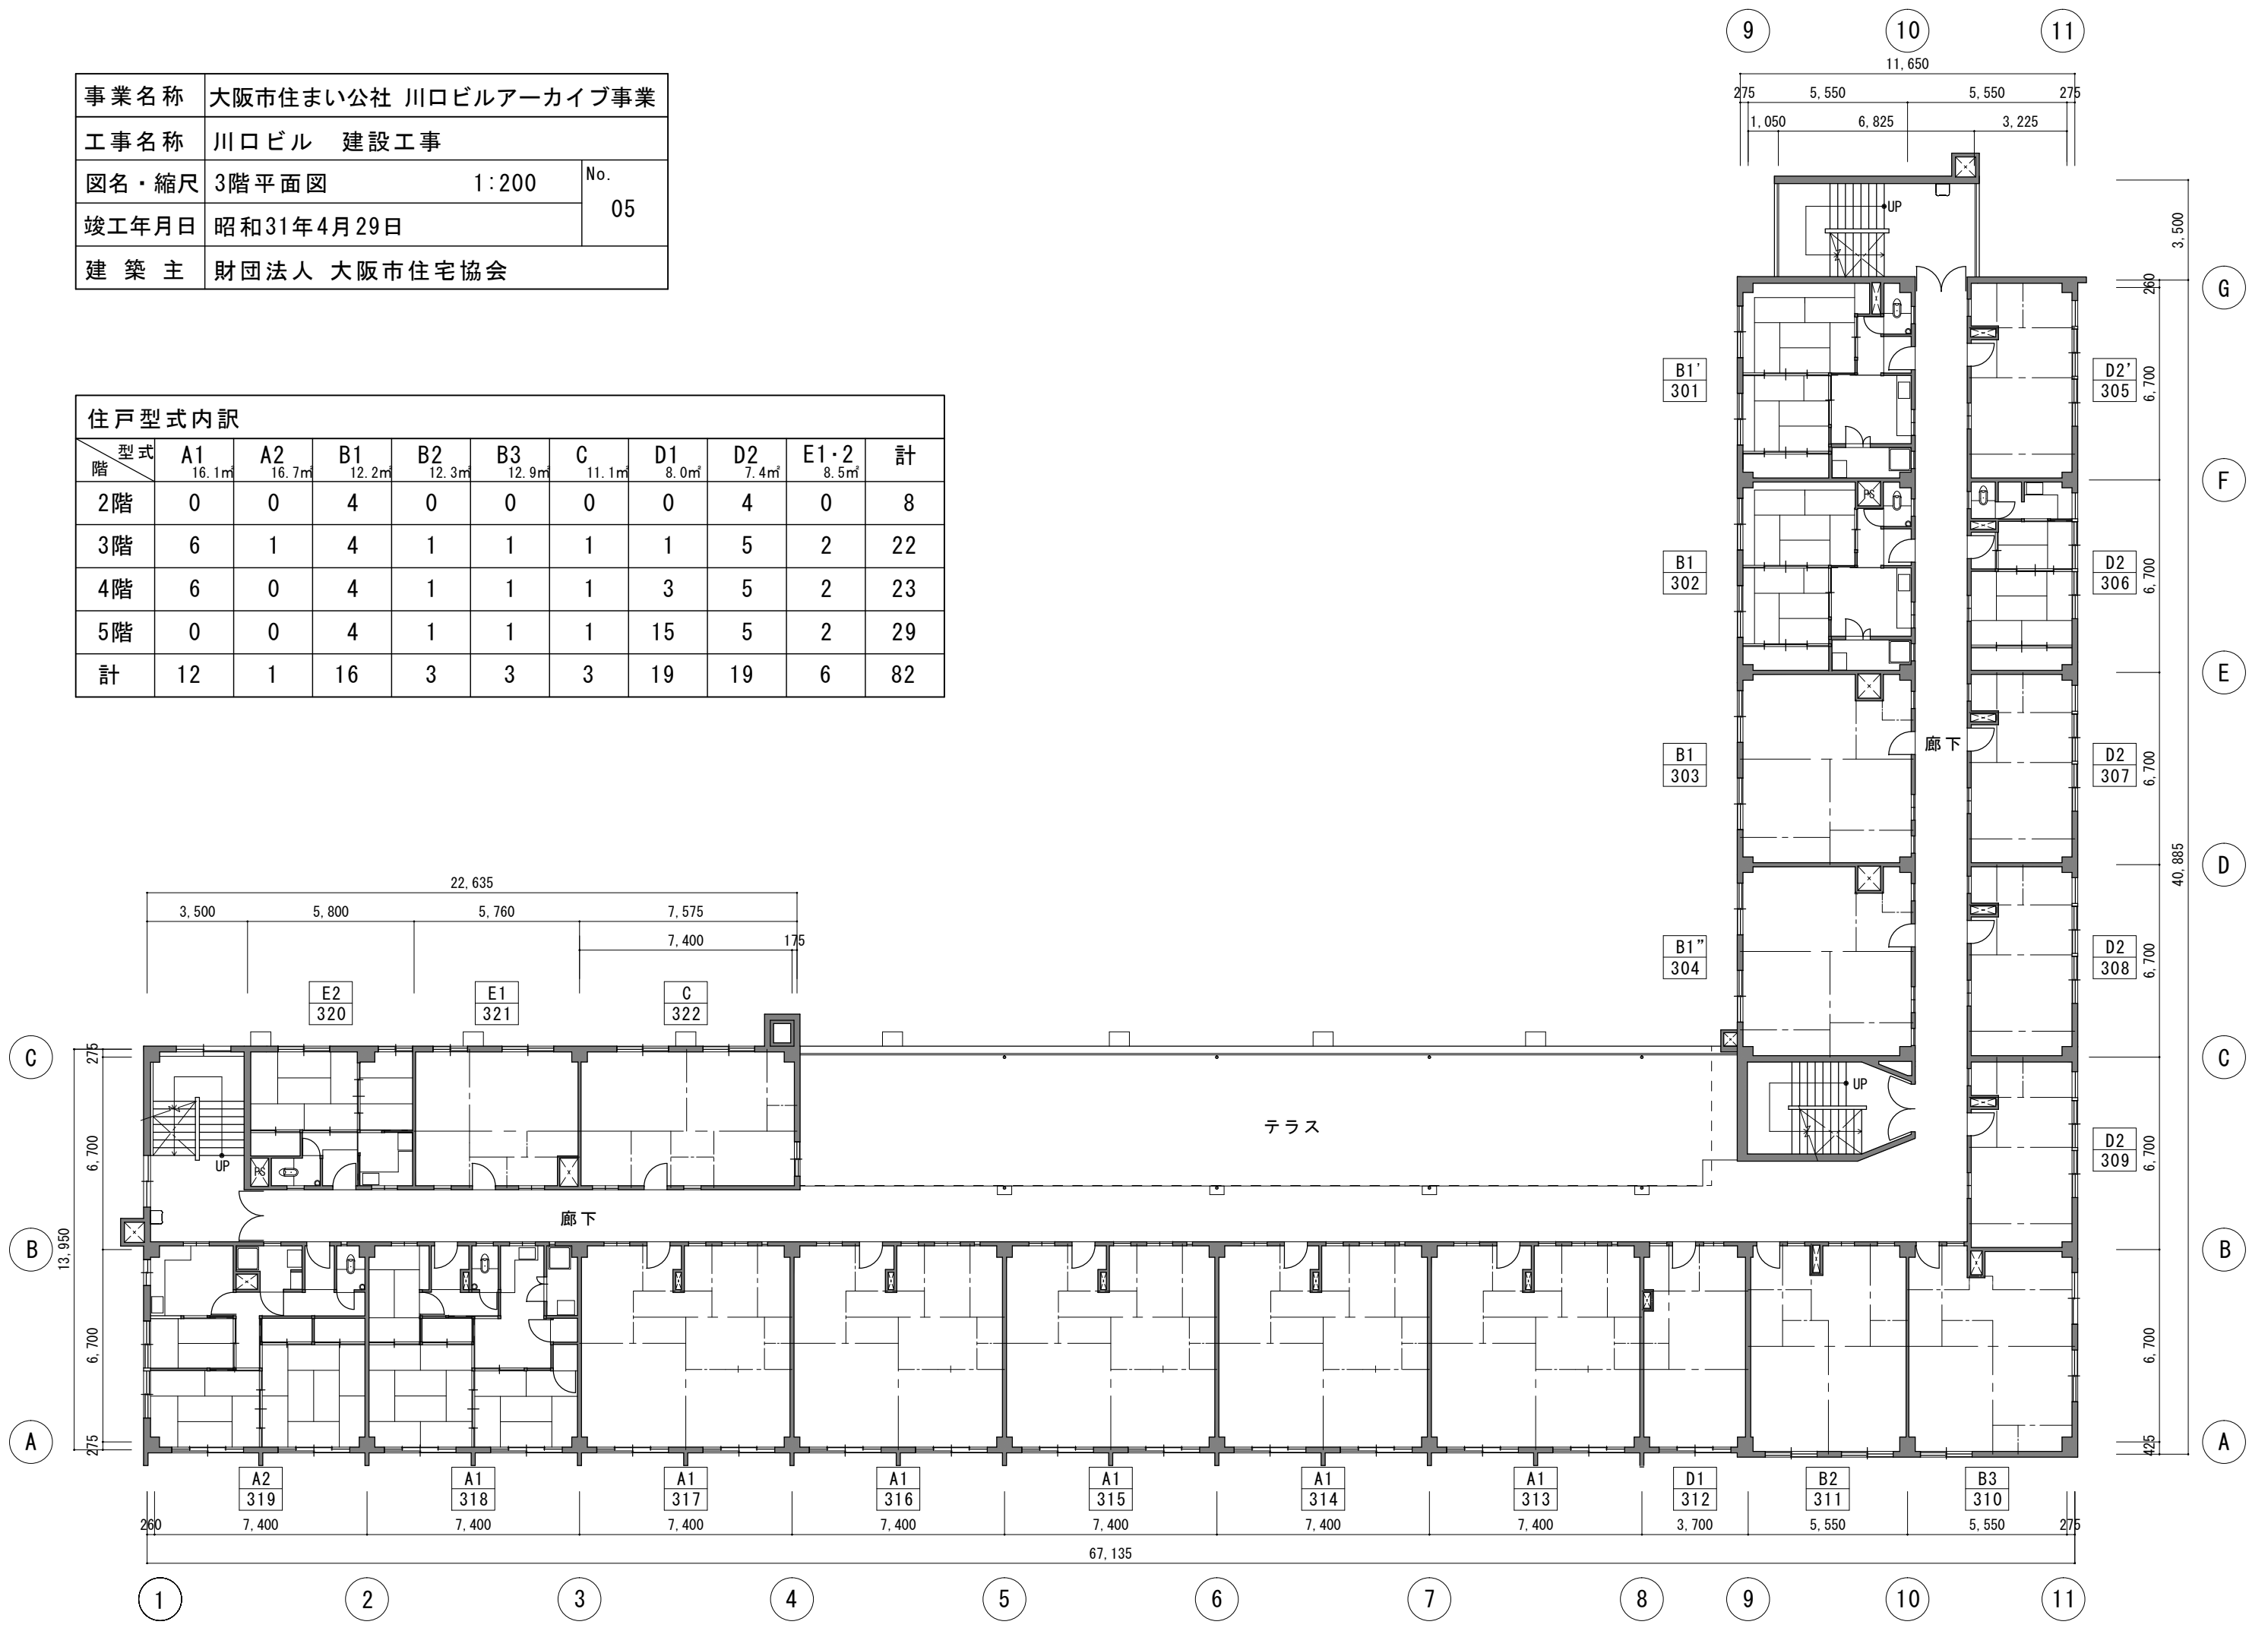 事業名称 大阪市住まい公社 川口ビルアーカイブ事業
工事名称 川口ビル 建設工事
図名・縮尺 3階平面図 1:200 No.
05
竣工年月日 昭和31年4月29日
建築主 財団法人 大阪市住宅協会
住戸型式内訳
型式 階 A1 16.1㎡ A2 16.7㎡ B1 12.2㎡ B2 12.3㎡ B3 12.9㎡ C 11.1㎡ D1 8.0㎡ D2 7.4㎡ E1・2 8.5㎡ 計
2階 0 0 4 0 0 0 0 4 0 8
3階 6 1 4 1 1 1 1 5 2 22
4階 6 0 4 1 1 1 3 5 2 23
5階 0 0 4 1 1 1 15 5 2 29
計 12 1 16 3 3 3 19 19 6 82
9 10 11
11,650
275 5,550 5,550 275
1,050 6,825 3,225
UP
3,500
260
G
B1'
301
D2'
305
6,700
F
PS
B1
302
D2
306
6,700
E
廊下
B1
303
D2
307
6,700
D
40,885
B1"
304
D2
308
6,700
C
UP
D2
309
6,700
B
6,700
425
A
22,635
3,500 5,800 5,760 7,575
7,400 175
E2
320
E1
321
C
322
C
275
6,700
UP
PS
テラス
廊下
B
13,950
6,700
A
275
A2
319
A1
318
A1
317
A1
316
A1
315
A1
314
A1
313
D1
312
B2
311
B3
310
260 7,400 7,400 7,400 7,400 7,400 7,400 7,400 3,700 5,550 5,550 275
67,135
1 2 3 4 5 6 7 8 9 10 11